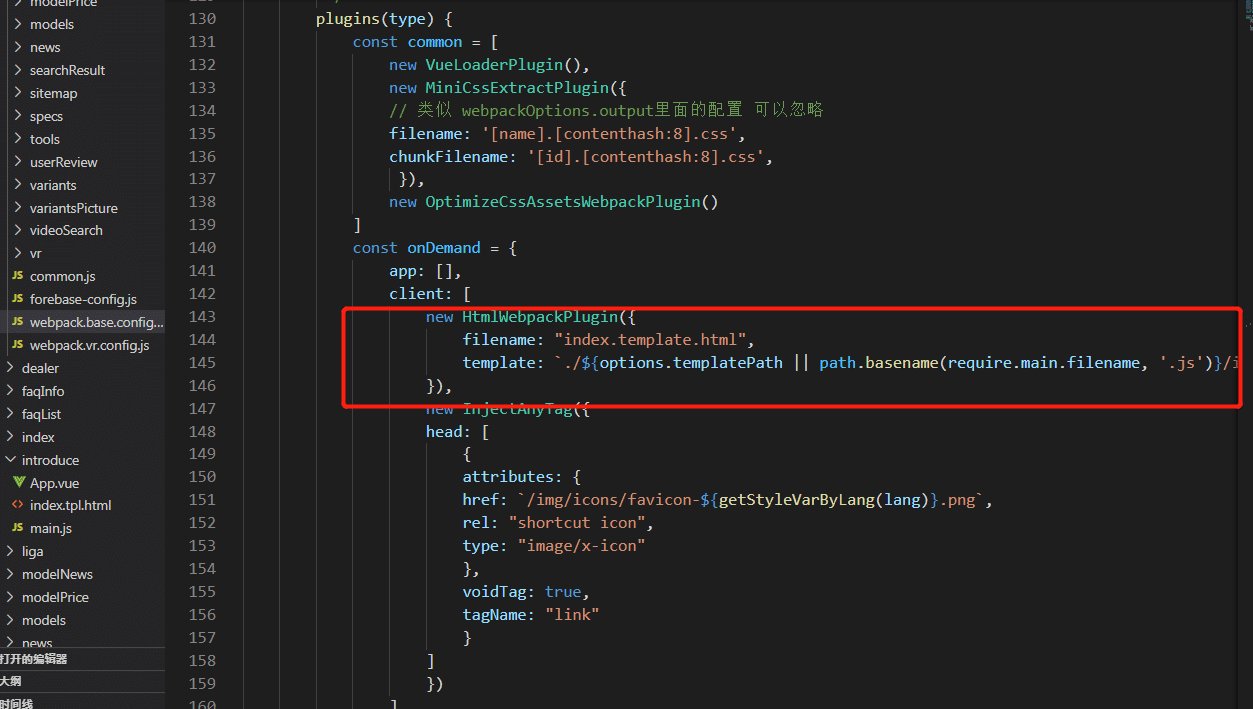 modelPrice
models
news
searchResult
sitemap
specs
tools
userReview
variants
variantsPicture
videoSearch
vr
JS common.js
JS forebase-config.js
JS webpack.base.config...
JS webpack.vr.config.js
dealer
faqInfo
faqList
index
introduce
App.vue
<> index.tpl.html
JS main.js
liga
modelNews
modelPrice
models
news
打开的编辑器
大纲
时间线
130 plugins(type) {
131 const common = [
132 new VueLoaderPlugin(),
133 new MiniCssExtractPlugin({
134 // 类似 webpackOptions.output里面的配置 可以忽略
135 filename: '[name].[contenthash:8].css',
136 chunkFilename: '[id].[contenthash:8].css',
137 }),
138 new OptimizeCssAssetsWebpackPlugin()
139 ]
140 const onDemand = {
141 app: [],
142 client: [
143 new HtmlWebpackPlugin({
144 filename: "index.template.html",
145 template: `./${options.templatePath || path.basename(require.main.filename, '.js')}/i
146 }),
147 new InjectAnyTag({
148 head: [
149 {
150 attributes: {
151 href: `/img/icons/favicon-${getStyleVarByLang(lang)}.png`,
152 rel: "shortcut icon",
153 type: "image/x-icon"
154 },
155 voidTag: true,
156 tagName: "link"
157 }
158 ]
159 })
160 ]